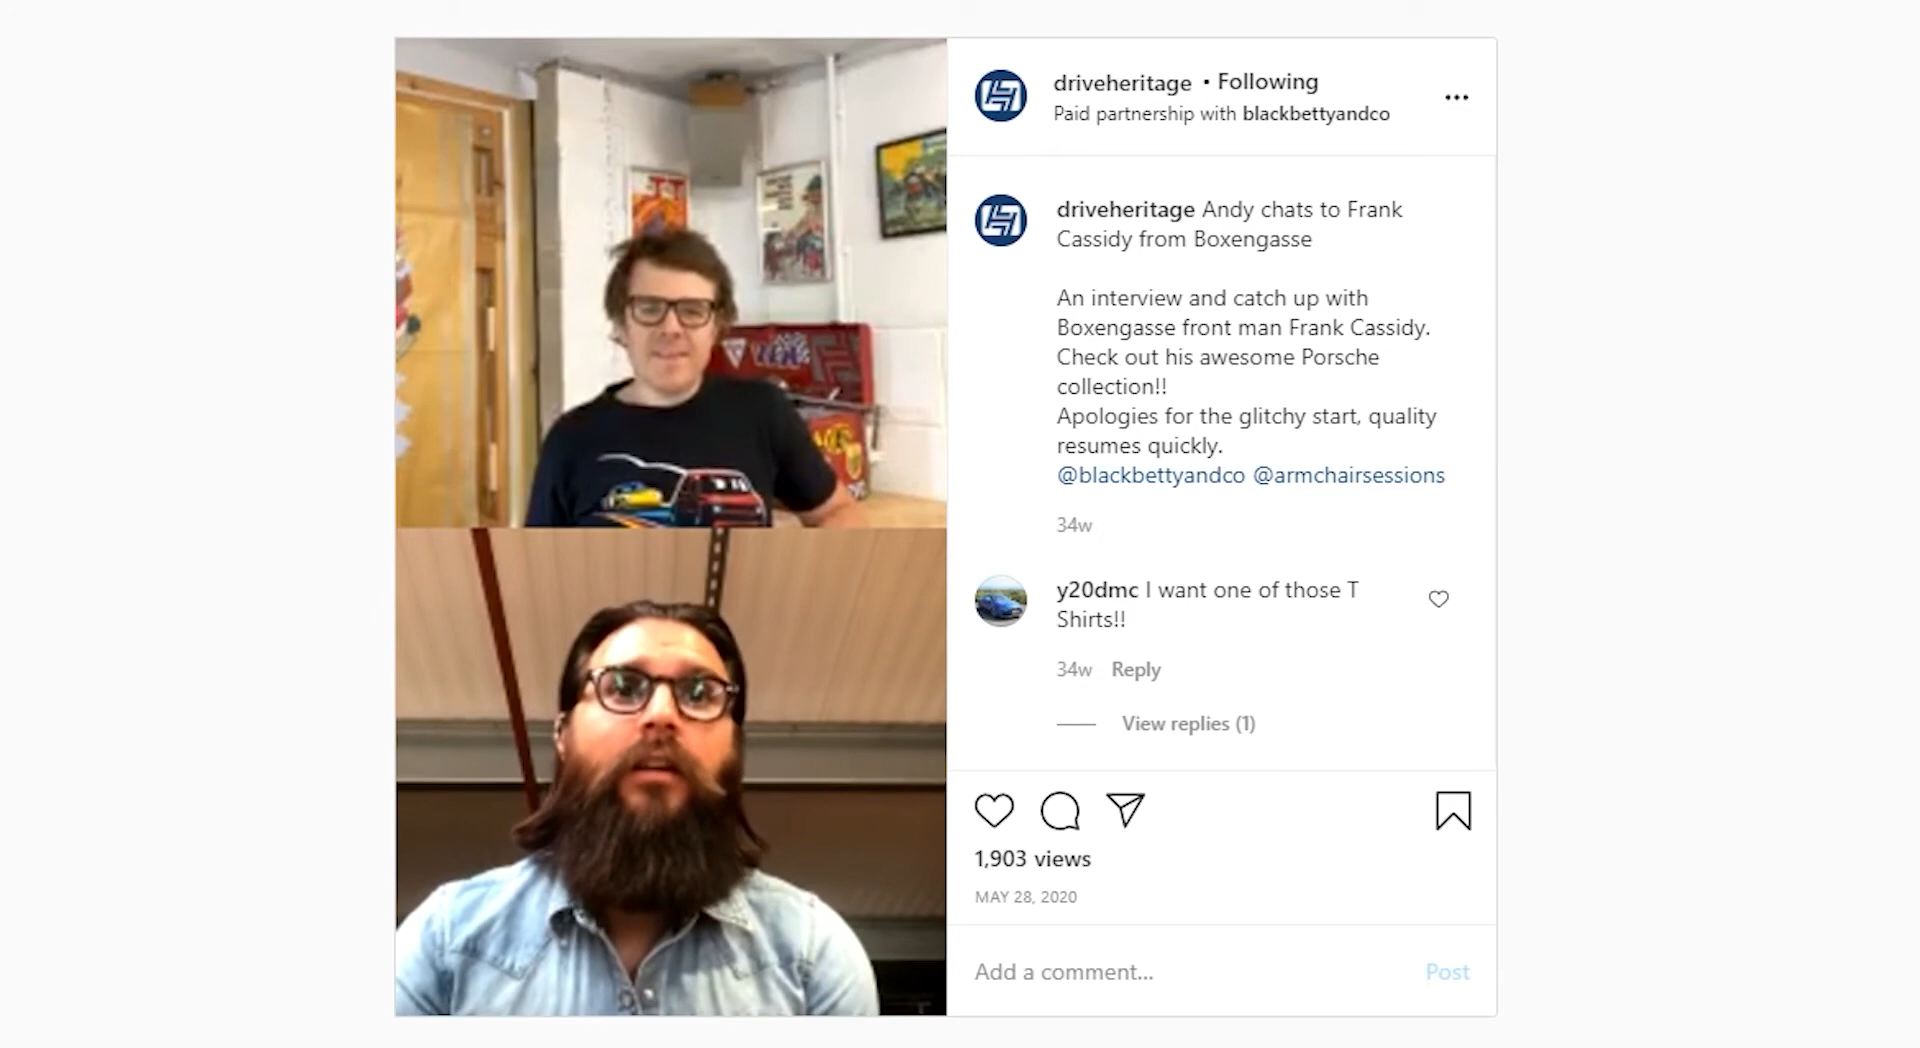 driveheritage • Following
Paid partnership with blackbettyandco
driveheritage Andy chats to Frank
Cassidy from Boxengasse
An interview and catch up with
Boxengasse front man Frank Cassidy.
Check out his awesome Porsche
collection!!
Apologies for the glitchy start, quality
resumes quickly.
@blackbettyandco @armchairsessions
34w
y20dmc I want one of those T
Shirts!!
34w Reply
View replies (1)
1,903 views
MAY 28, 2020
Add a comment...
Post